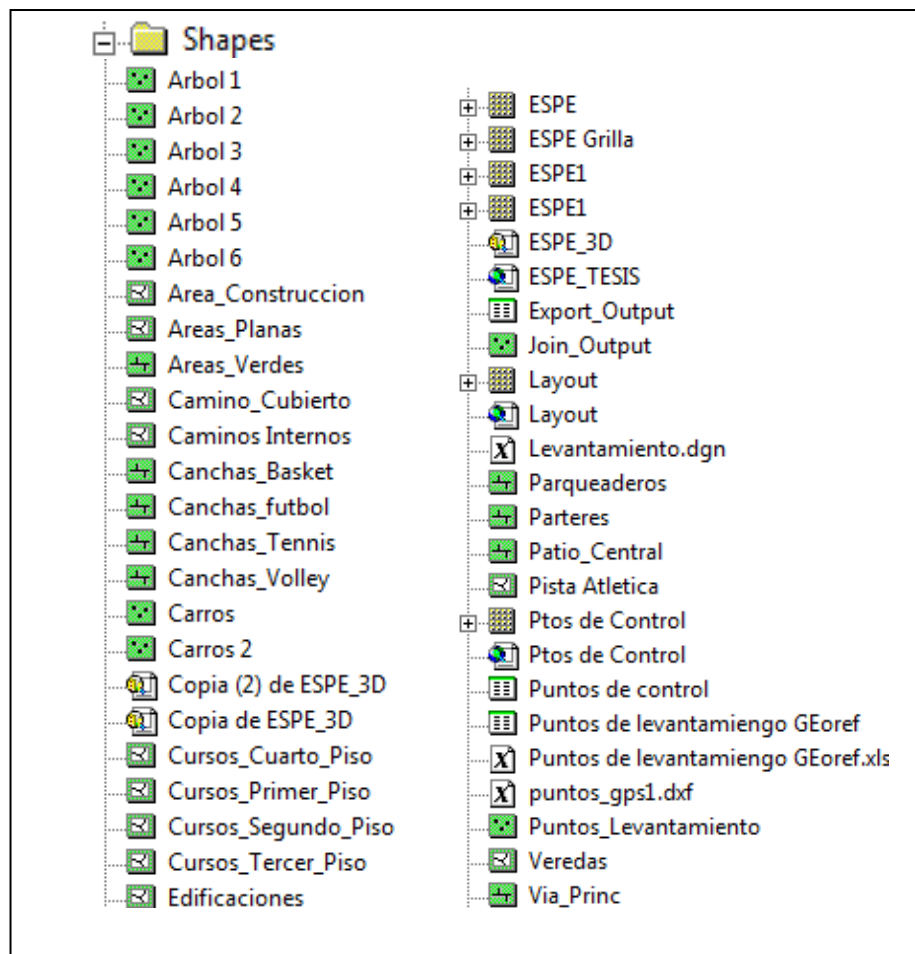 Shapes
Arbol 1
Arbol 2
Arbol 3
Arbol 4
Arbol 5
Arbol 6
Area_Construccion
Areas_Planas
Areas_Verdes
Camino_Cubierto
Caminos Internos
Canchas_Basket
Canchas_futbol
Canchas_Tennis
Canchas_Volley
Carros
Carros 2
Copia (2) de ESPE_3D
Copia de ESPE_3D
Cursos_Cuarto_Piso
Cursos_Primer_Piso
Cursos_Segundo_Piso
Cursos_Tercer_Piso
Edificaciones
ESPE
ESPE Grilla
ESPE1
ESPE1
ESPE_3D
ESPE_TESIS
Export_Output
Join_Output
Layout
Layout
Levantamiento.dgn
Parqueaderos
Parteres
Patio_Central
Pista Atletica
Ptos de Control
Ptos de Control
Puntos de control
Puntos de levantamiengo GEoref
Puntos de levantamiengo GEoref.xls
puntos_gps1.dxf
Puntos_Levantamiento
Veredas
Via_Princ